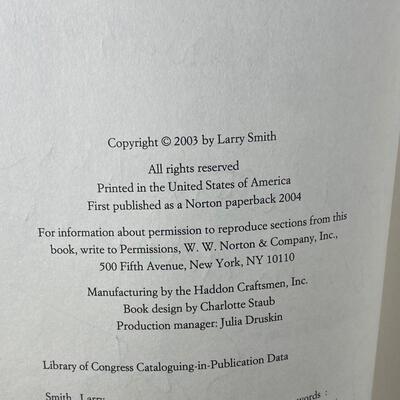 Copyright © 2003 by Larry Smith
All rights reserved
Printed in the United States of America
First published as a Norton paperback 2004
For information about permission to reproduce sections from this
book, write to Permissions, W. W. Norton & Company, Inc.,
500 Fifth Avenue, New York, NY 10110
Manufacturing by the Haddon Craftsmen, Inc.
Book design by Charlotte Staub
Production manager: Julia Druskin
Library of Congress Cataloguing-in-Publication Data
Smith, Larry words :